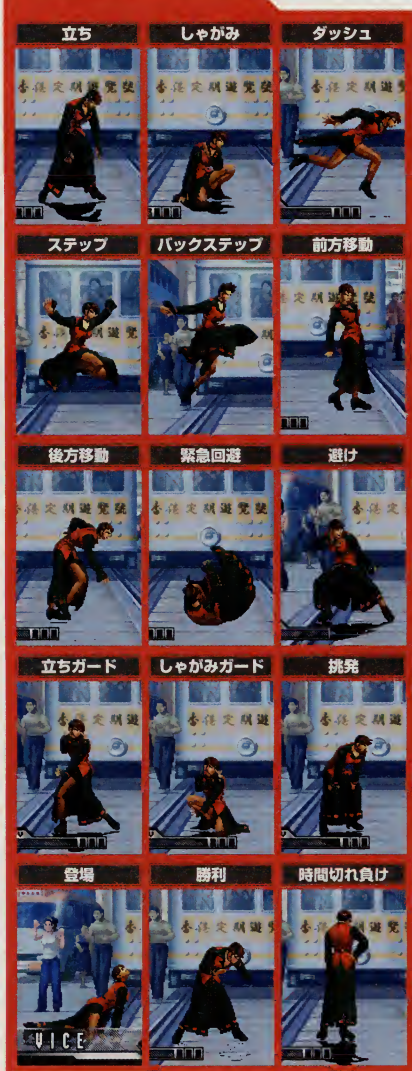 立ち
しゃがみ
ダッシュ
ステップ
バックステップ
前方移動
後方移動
緊急回避
避け
立ちガード
しゃがみガード
挑発
登場
勝利
時間切れ負け
VICE